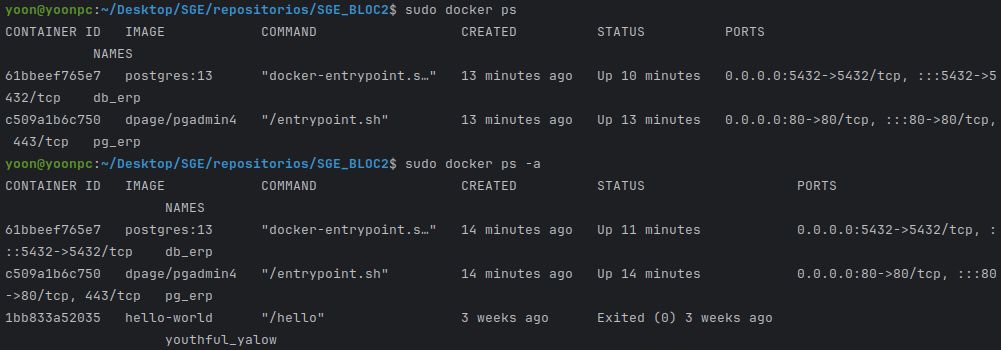 yoon@yoonpc:~/Desktop/SGE/repositorios/SGE_BLOC2$ sudo docker ps
CONTAINER ID   IMAGE            COMMAND                  CREATED          STATUS          PORTS
           NAMES
61bbeef765e7   postgres:13      "docker-entrypoint.s…"   13 minutes ago   Up 10 minutes   0.0.0.0:5432->5432/tcp, :::5432->5
432/tcp    db_erp
c509a1b6c750   dpage/pgadmin4   "/entrypoint.sh"         13 minutes ago   Up 13 minutes   0.0.0.0:80->80/tcp, :::80->80/tcp,
 443/tcp   pg_erp
yoon@yoonpc:~/Desktop/SGE/repositorios/SGE_BLOC2$ sudo docker ps -a
CONTAINER ID   IMAGE            COMMAND                  CREATED          STATUS                   PORTS
                    NAMES
61bbeef765e7   postgres:13      "docker-entrypoint.s…"   14 minutes ago   Up 11 minutes            0.0.0.0:5432->5432/tcp, :
::5432->5432/tcp    db_erp
c509a1b6c750   dpage/pgadmin4   "/entrypoint.sh"         14 minutes ago   Up 14 minutes            0.0.0.0:80->80/tcp, :::80
->80/tcp, 443/tcp   pg_erp
1bb833a52035   hello-world      "/hello"                 3 weeks ago      Exited (0) 3 weeks ago
                    youthful_yalow